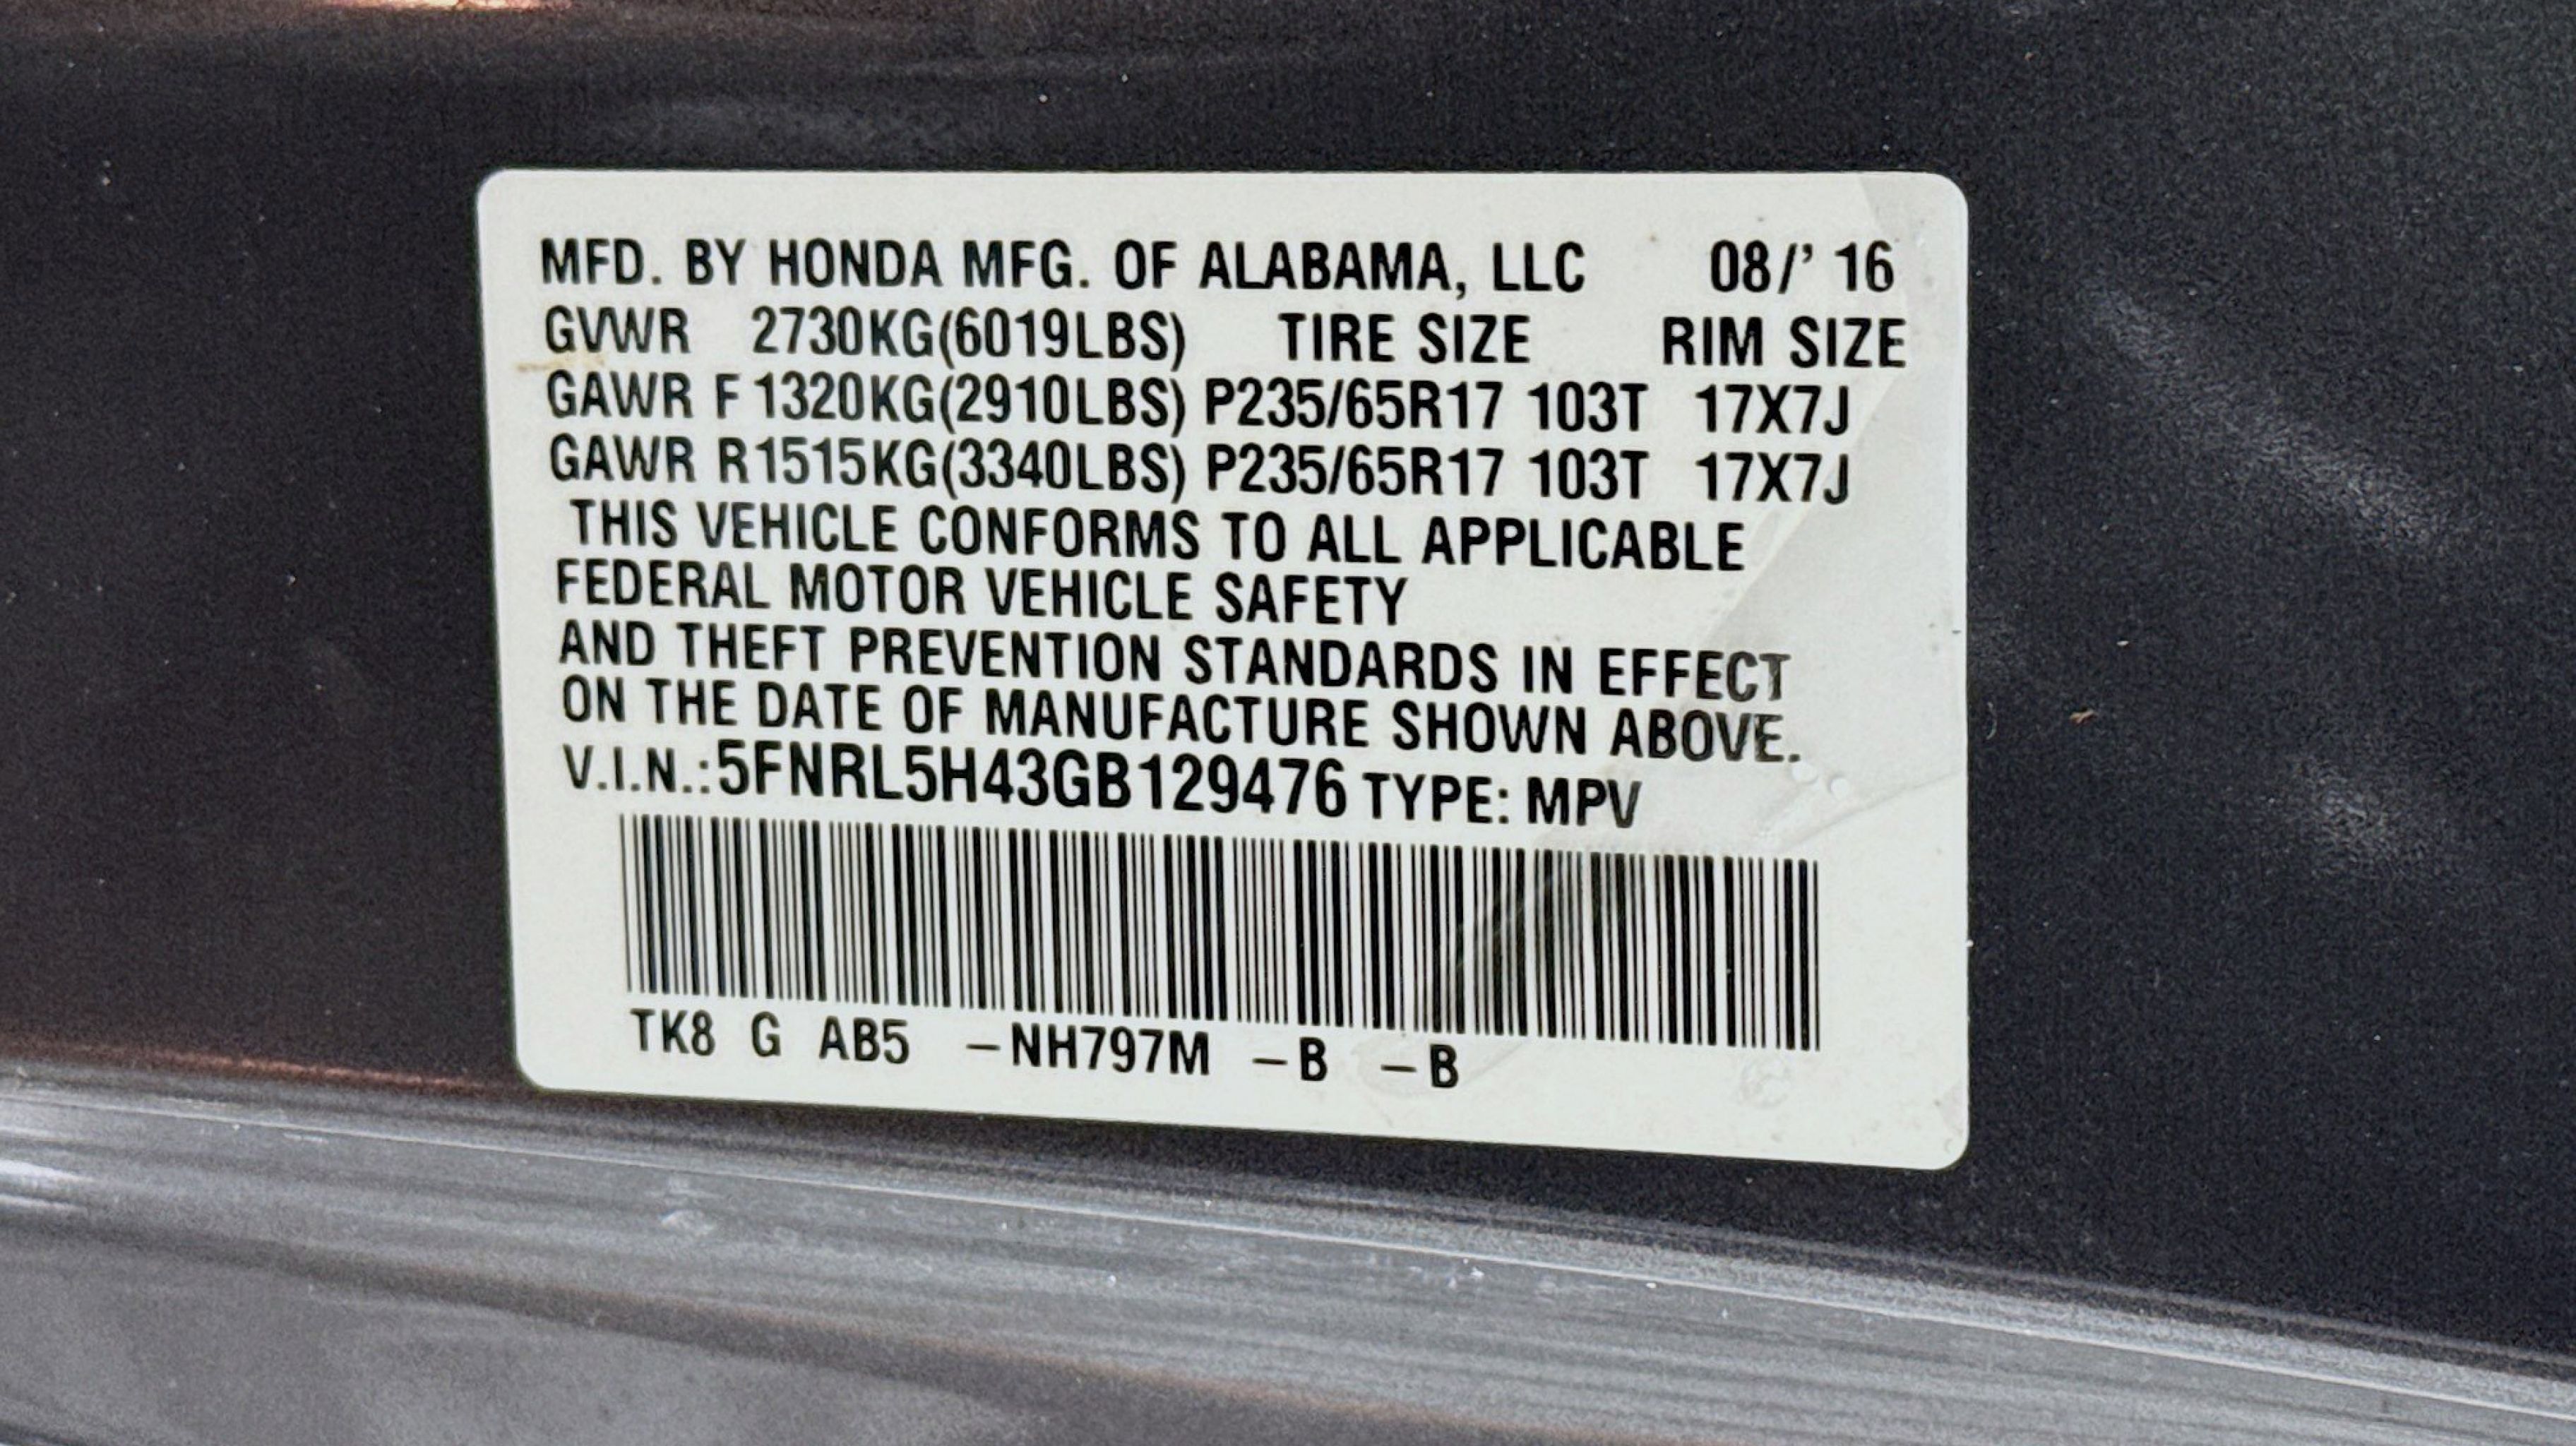 MFD. BY HONDA MFG. OF ALABAMA, LLC 08/' 16
GVWR 2730KG(6019LBS) TIRE SIZE RIM SIZE
GAWR F 1320KG(2910LBS) P235/65R17 103T 17X7J
GAWR R1515KG(3340LBS) P235/65R17 103T 17X7J
THIS VEHICLE CONFORMS TO ALL APPLICABLE
FEDERAL MOTOR VEHICLE SAFETY
AND THEFT PREVENTION STANDARDS IN EFFECT
ON THE DATE OF MANUFACTURE SHOWN ABOVE.
V.I.N.:5FNRL5H43GB129476 TYPE: MPV
TK8 G AB5 -NH797M -B -B